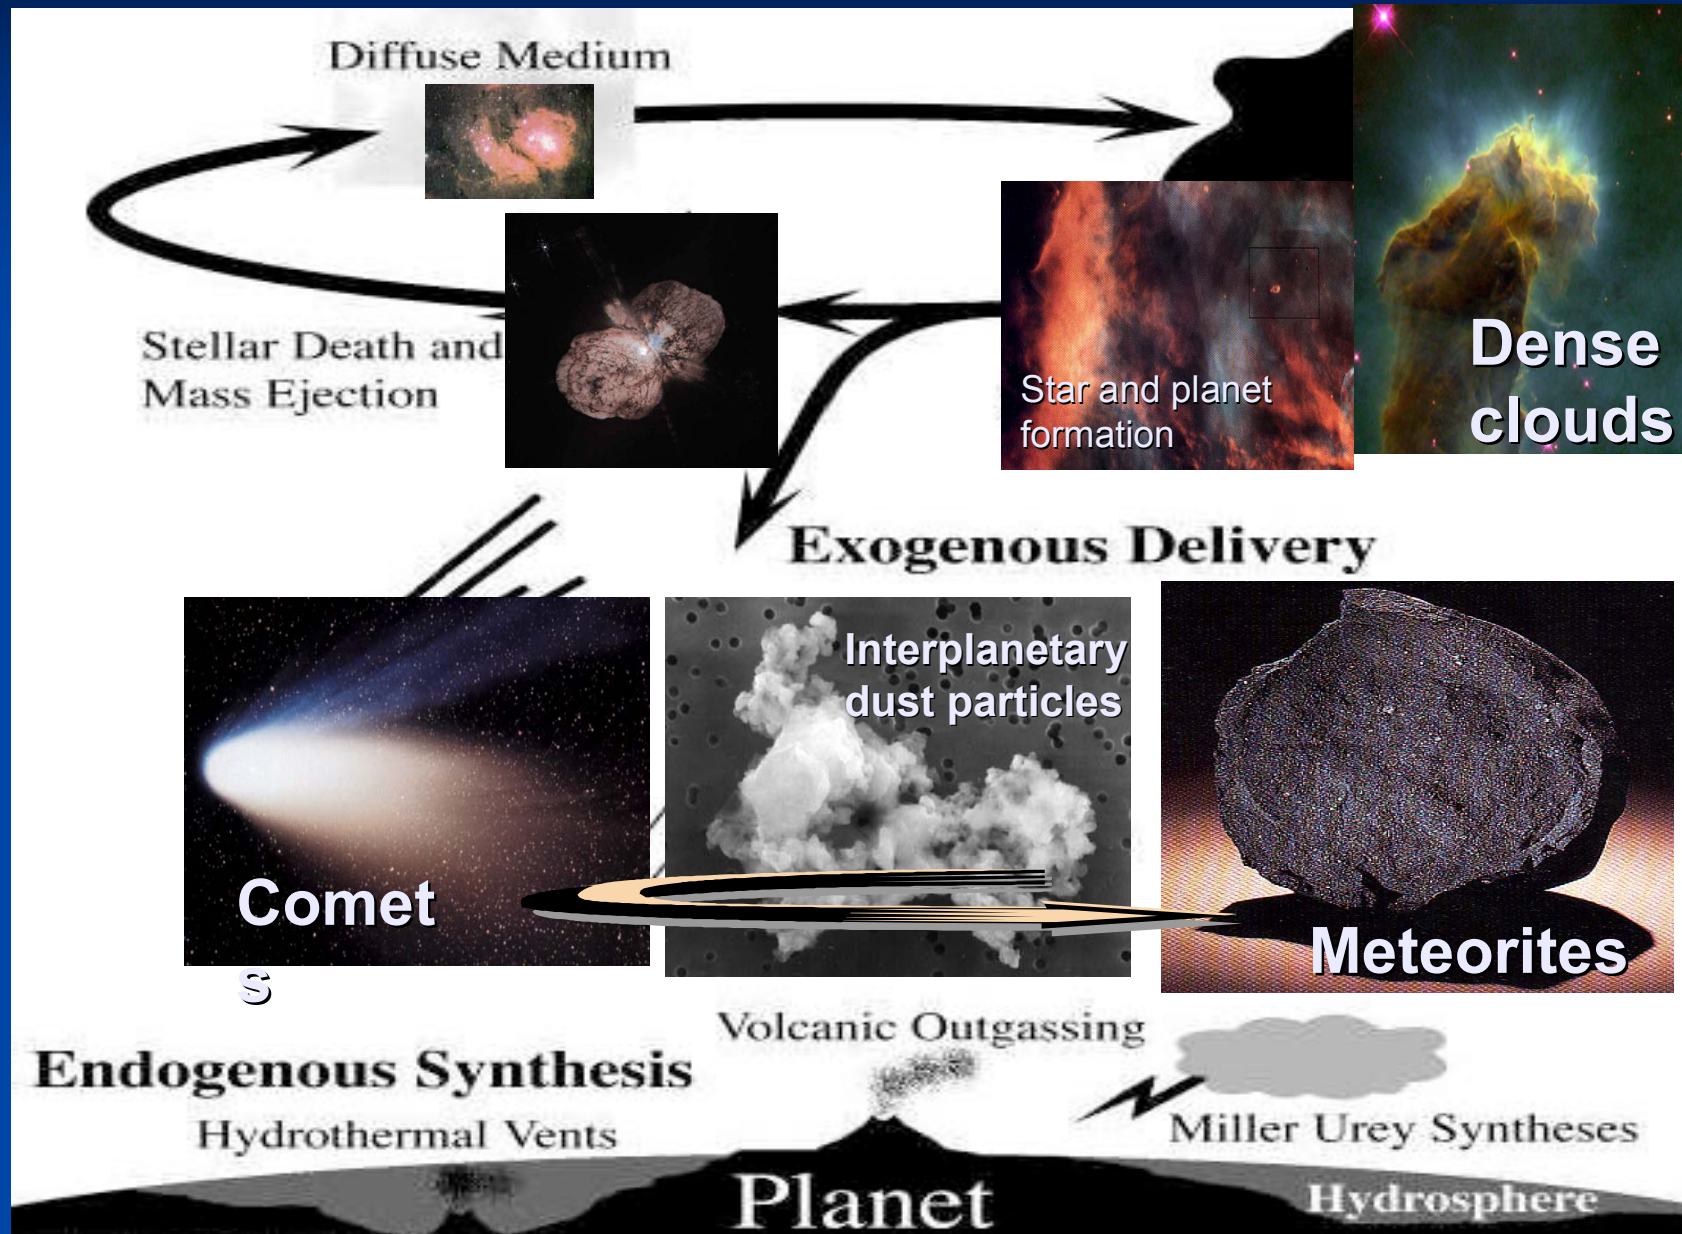 Diffuse Medium
Dense
clouds
Stellar Death and
Mass Ejection
Star and planet
formation
Exogenous Delivery
Interplanetary
dust particles
Comet
s
Meteorites
Volcanic Outgassing
Endogenous Synthesis
Hydrothermal Vents
Miller Urey Syntheses
Planet
Hydrosphere